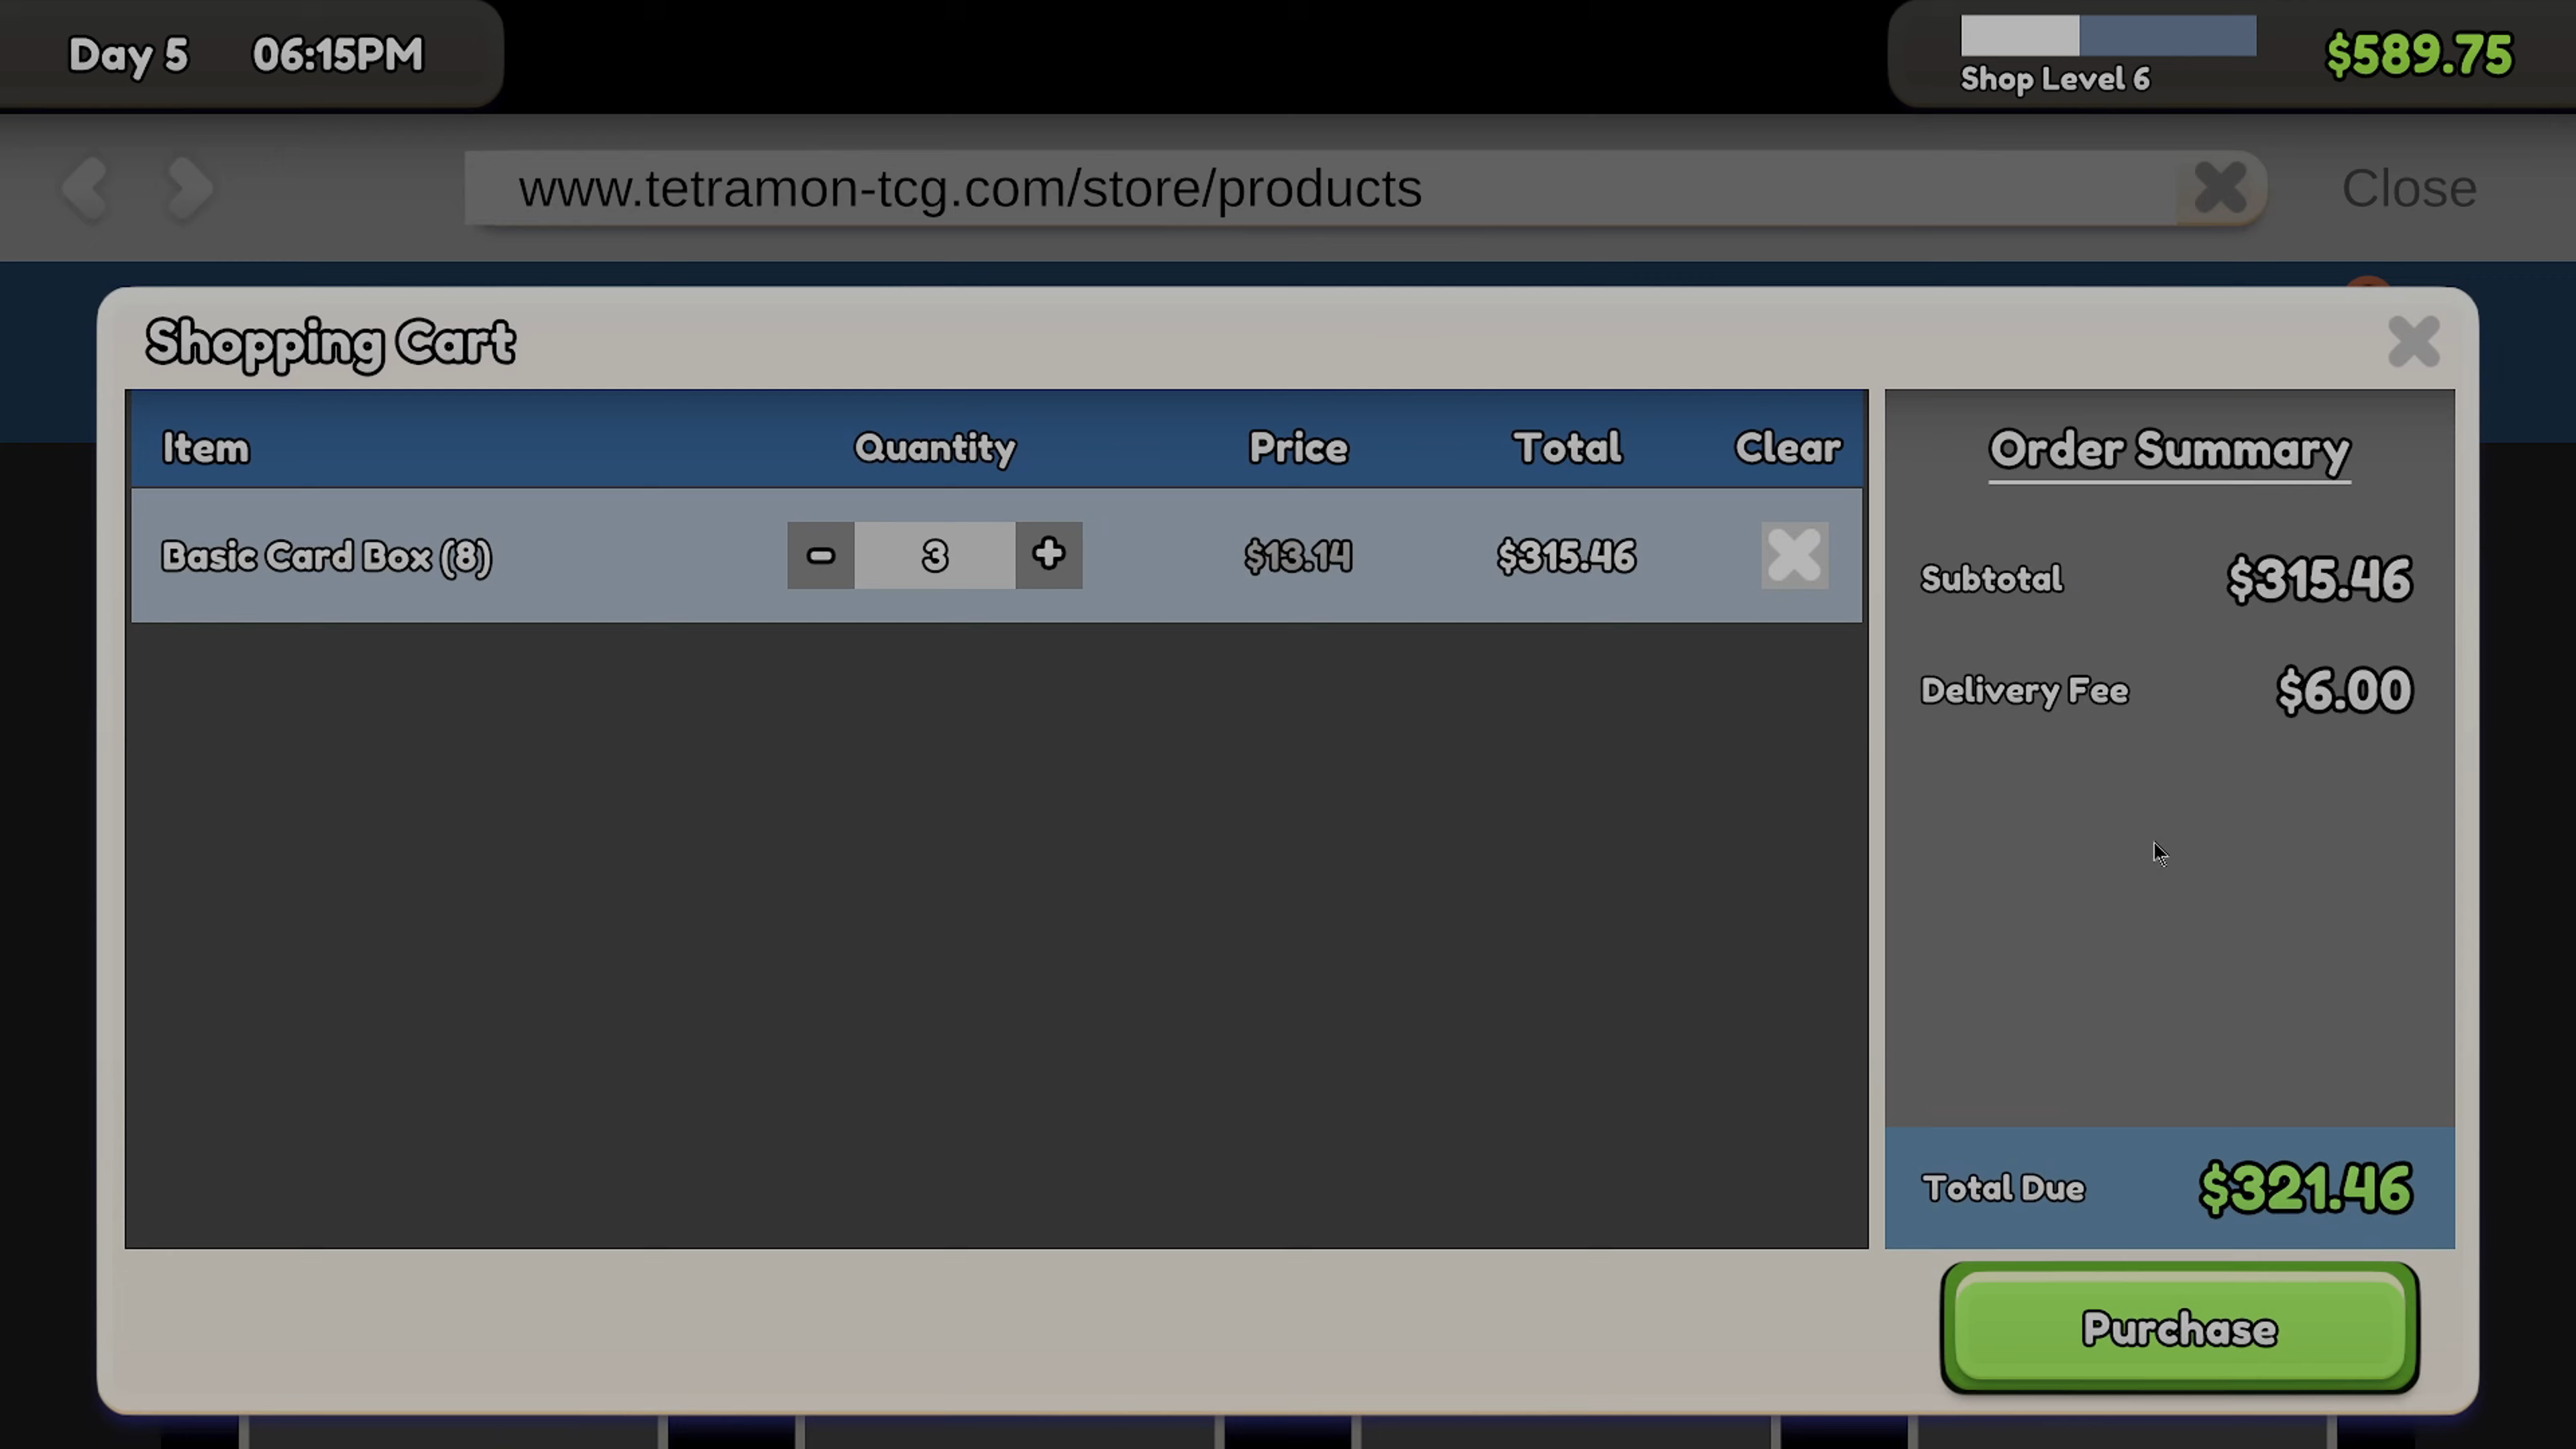 Day 5 06:15PM
Shop Level 6
$589.75
www.tetramon-tcg.com/store/products
Close
Shopping Cart
Item Quantity Price Total Clear
Basic Card Box (8) - 3 + $13.14 $315.46
Order Summary
Subtotal $315.46
Delivery Fee $6.00
Total Due $321.46
Purchase